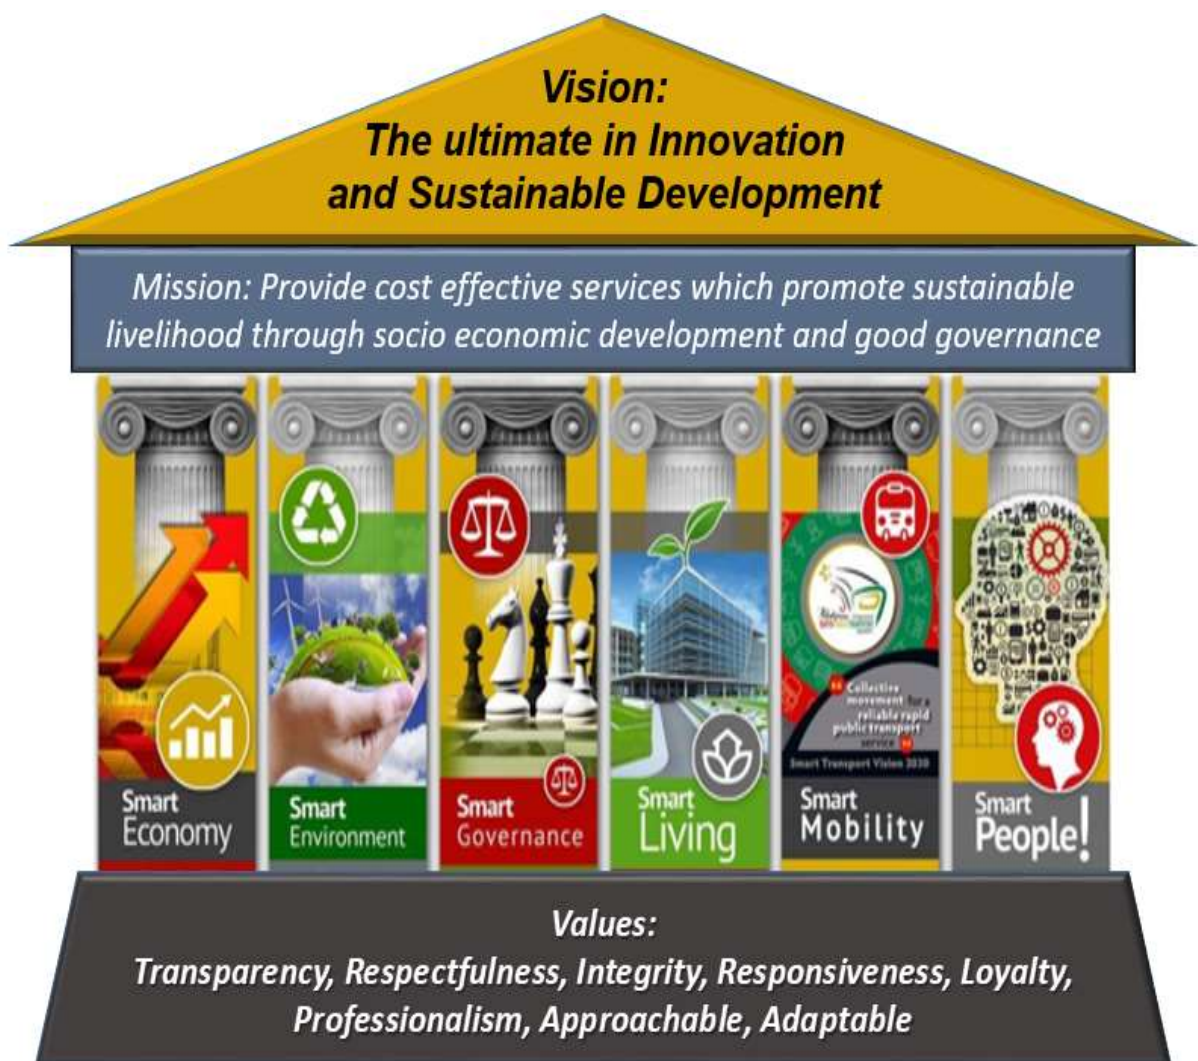 Vision:
The ultimate in Innovation
and Sustainable Development
Mission: Provide cost effective services which promote sustainable
livelihood through socio economic development and good governance
Smart
Economy
Smart
Environment
Smart
Governance
Smart
Living
Collective
movement for a
reliable rapid
public transport
service
Smart Transport Vision 2030
Smart
Mobility
Smart
People!
Values:
Transparency, Respectfulness, Integrity, Responsiveness, Loyalty,
Professionalism, Approachable, Adaptable